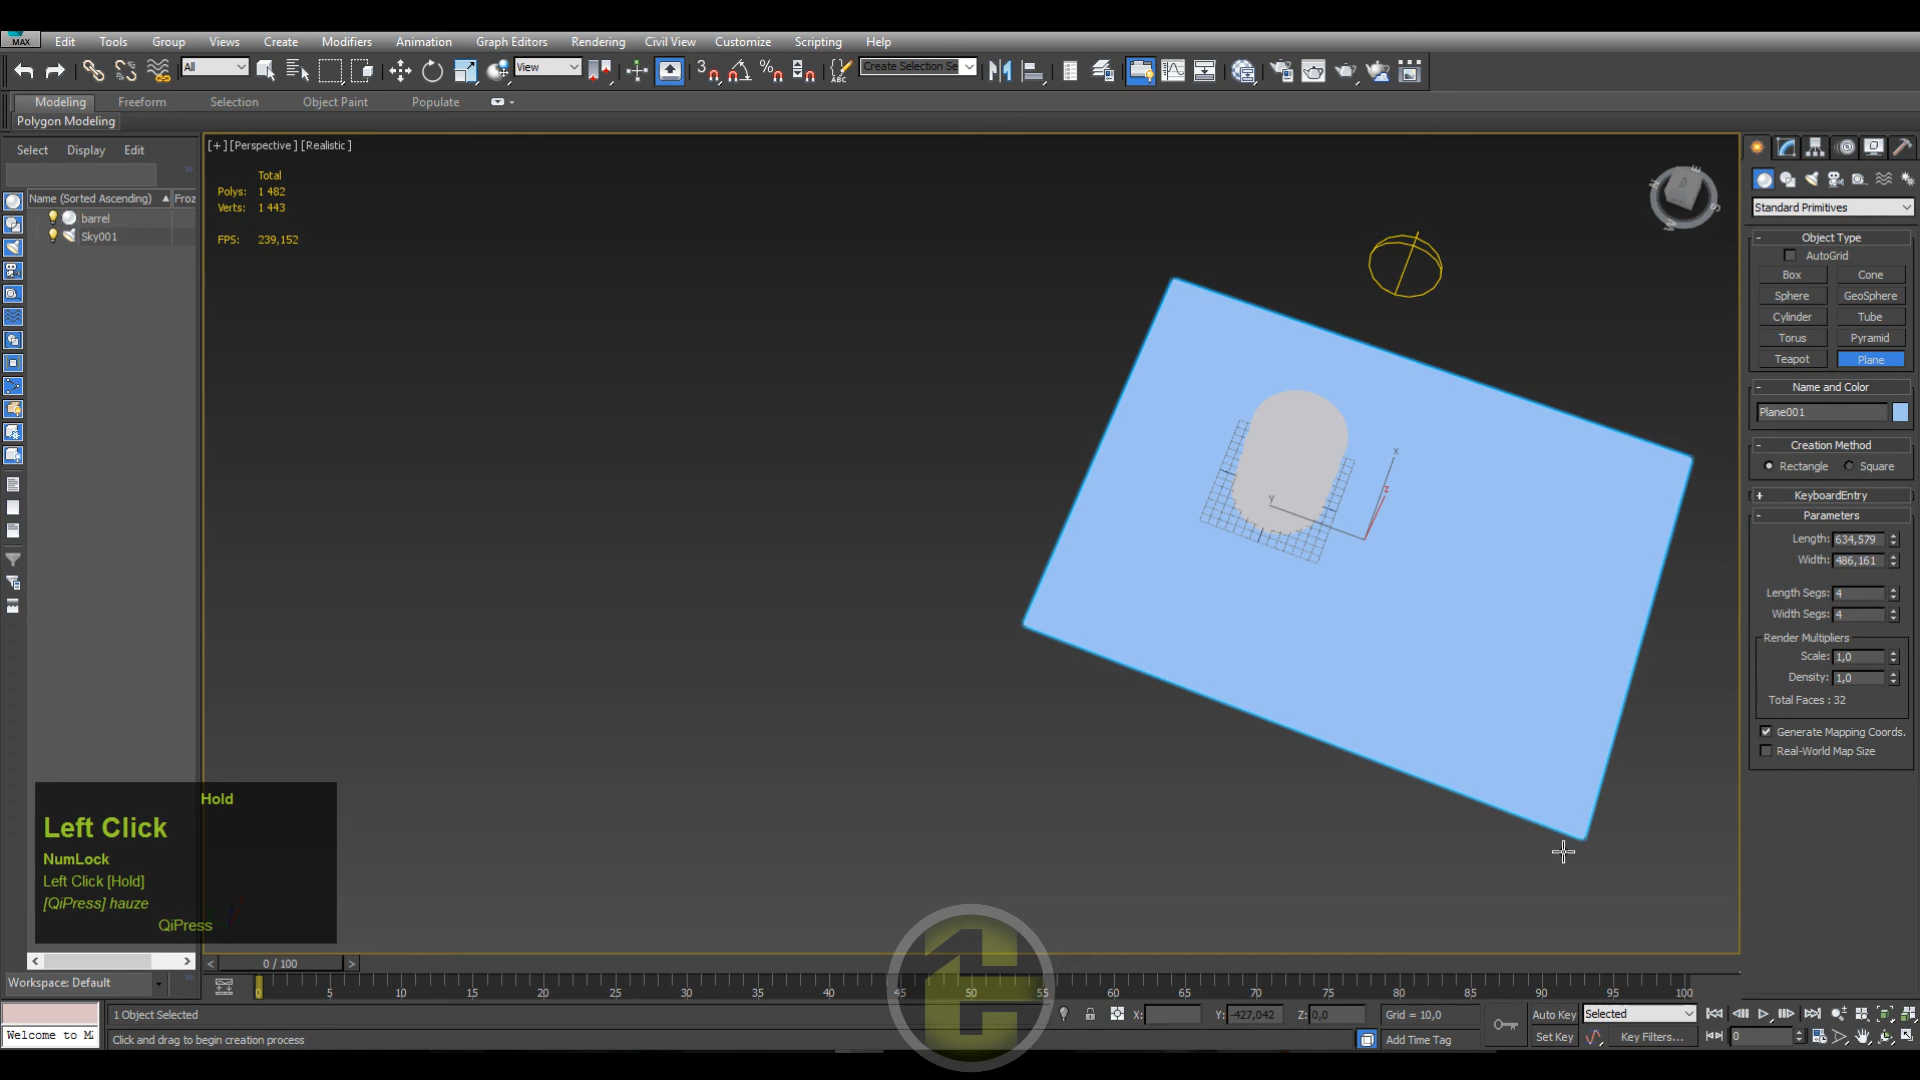 MAX Edit Tools Group Views Create Modifiers Animation Graph Editors Rendering Civil View Customize Scripting Help
All View Create Selection Se
Modeling Freeform Selection Object Paint Populate
Polygon Modeling
Select Display Edit
Name (Sorted Ascending) Froz
barrel
Sky001
[+] [Perspective ] [Realistic ]
Total
Polys: 1 482
Verts: 1 443
FPS: 239,152
x
y
z
Standard Primitives
Object Type
AutoGrid
Box Cone
Sphere GeoSphere
Cylinder Tube
Torus Pyramid
Teapot Plane
Name and Color
Plane001
Creation Method
Rectangle Square
KeyboardEntry
Parameters
Length: 634,579
Width: 486,161
Length Segs: 4
Width Segs: 4
Render Multipliers
Scale: 1,0
Density: 1,0
Total Faces : 32
Generate Mapping Coords.
Real-World Map Size
Hold
Left Click
NumLock
Left Click [Hold]
[QiPress] hauze
QiPress
0 / 100
Workspace: Default
0 5 10 15 20 25 30 35 40 45 50 55 60 65 70 75 80 85 90 95 100
1 Object Selected X: Y: -427,042 Z: 0,0 Grid = 10,0 Auto Key Selected
Welcome to Mi Click and drag to begin creation process Add Time Tag Set Key Key Filters... 0